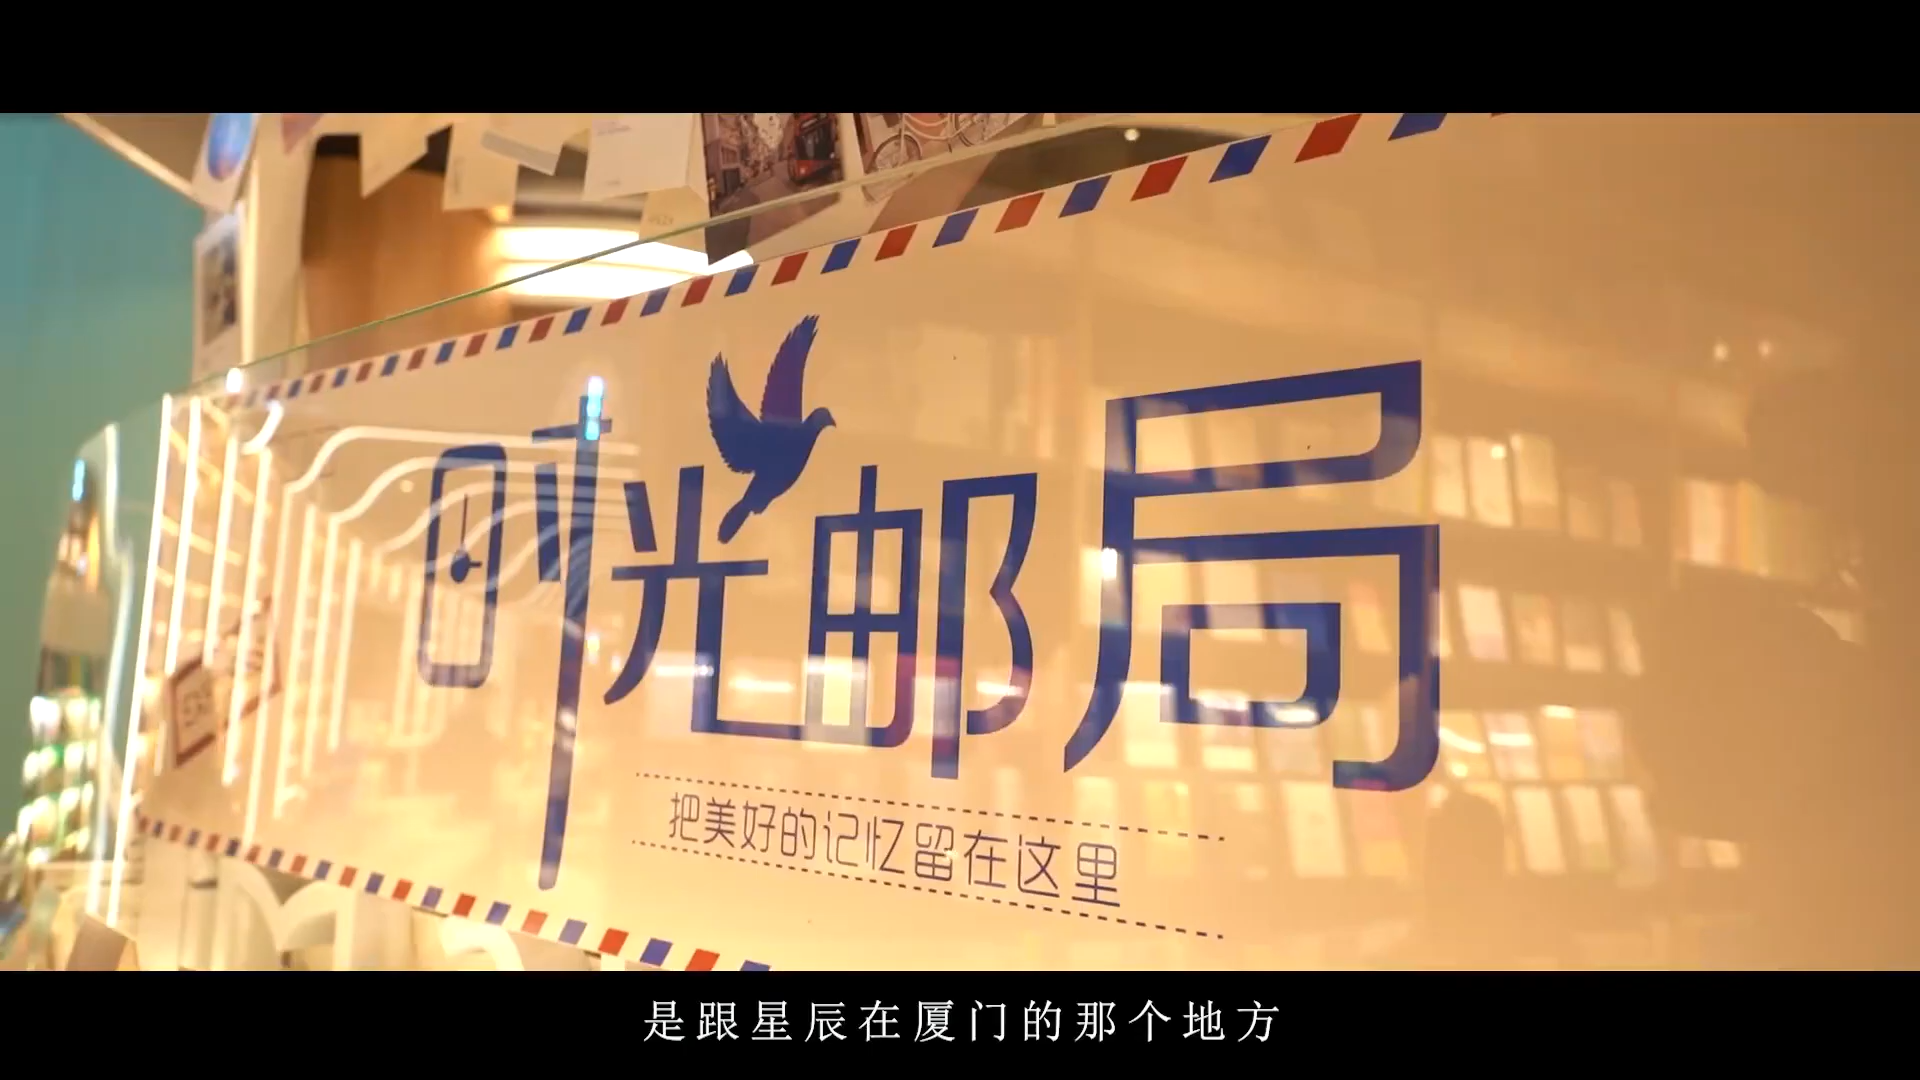 时光邮局
把美好的记忆留在这里
是跟星辰在厦门的那个地方